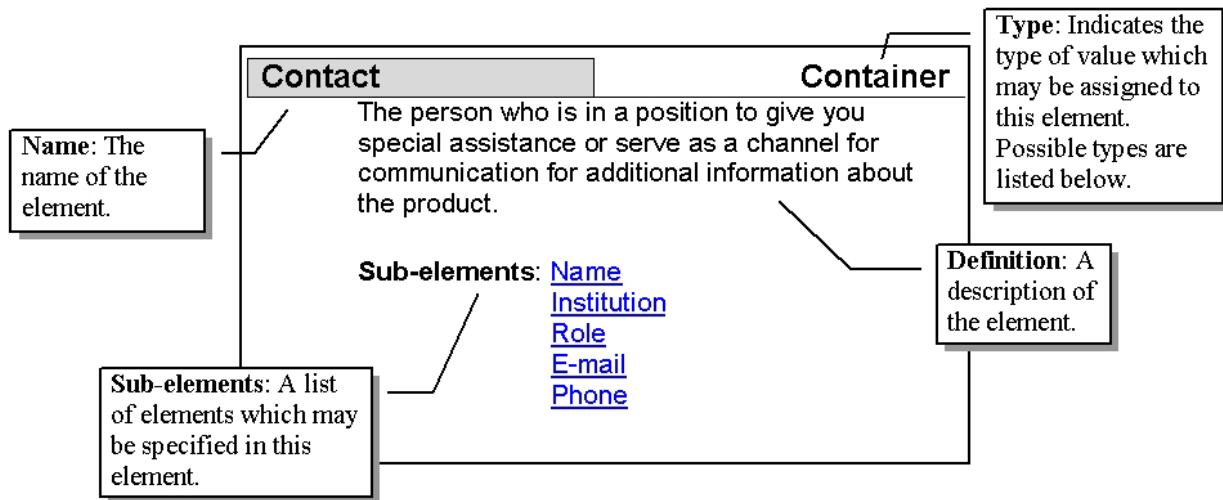 Type: Indicates the
type of value which
may be assigned to
this element.
Possible types are
listed below.
Contact
Container
The person who is in a position to give you
special assistance or serve as a channel for
communication for additional information about
the product.
Name: The
name of the
element.
Sub-elements: Name
Institution
Role
E-mail
Phone
Definition: A
description of
the element.
Sub-elements: A list
of elements which may
be specified in this
element.